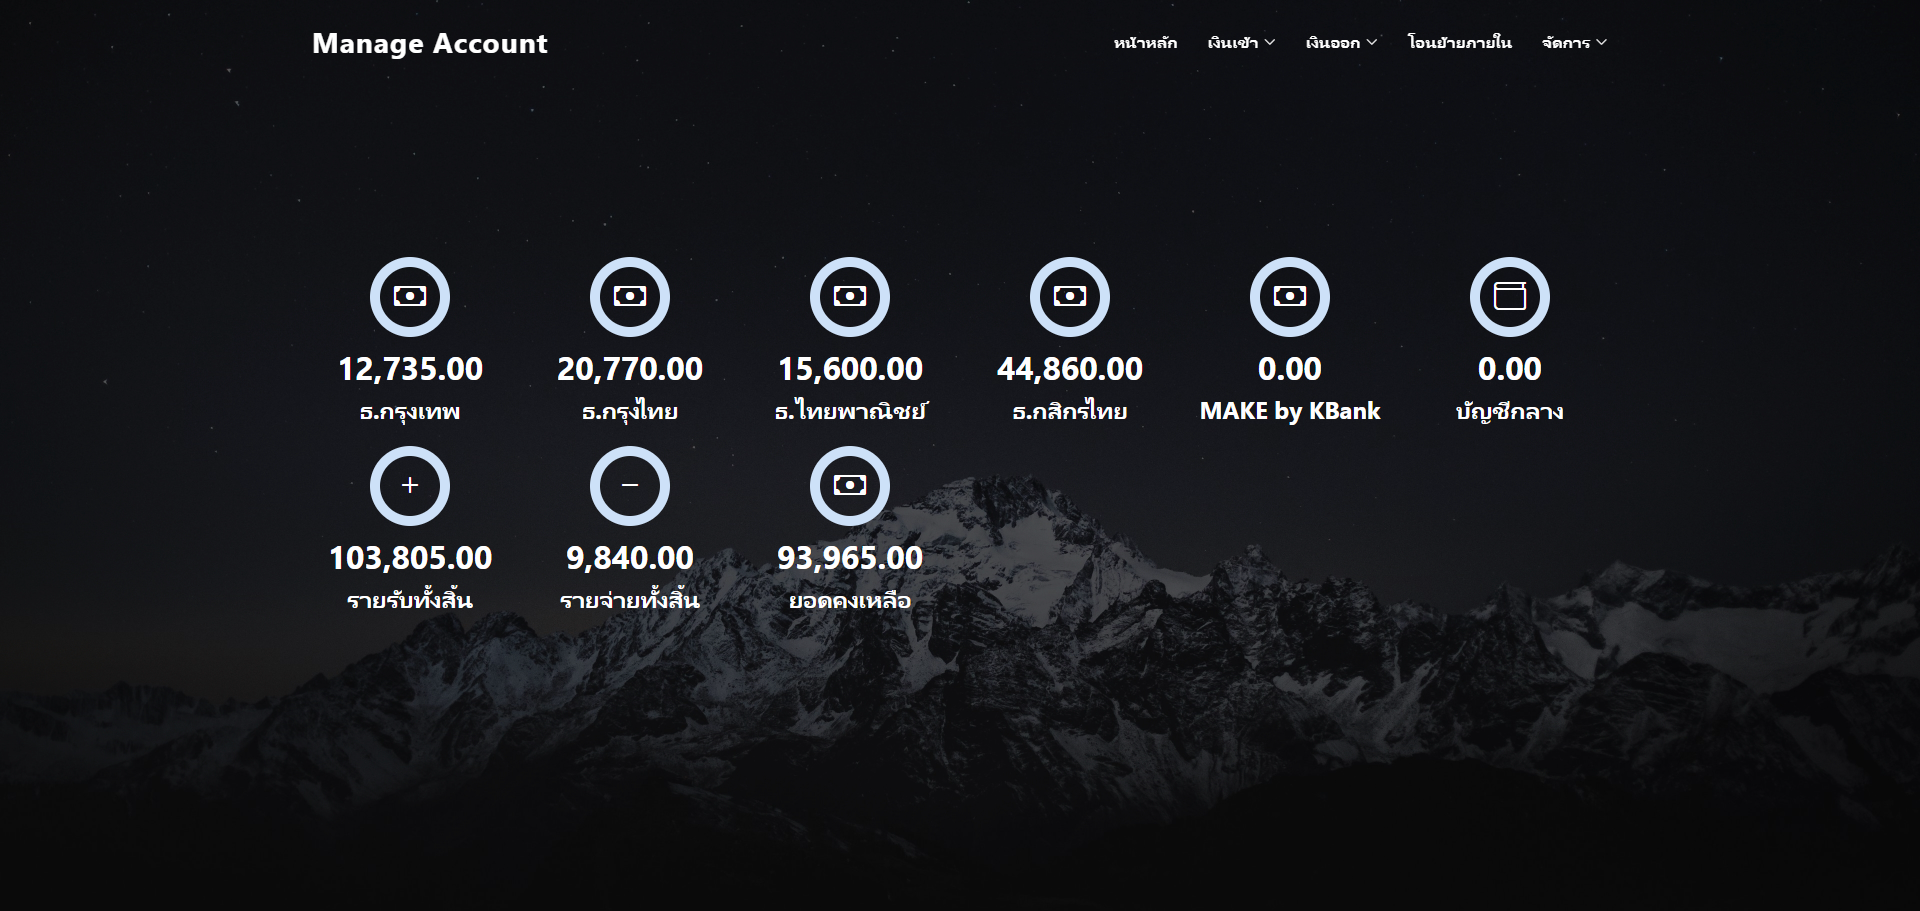 Manage Account
หน้าหลัก เงินเข้า เงินออก โอนย้ายภายใน จัดการ
12,735.00 20,770.00 15,600.00 44,860.00 0.00 0.00
ธ.กรุงเทพ ธ.กรุงไทย ธ.ไทยพาณิชย์ ธ.กสิกรไทย MAKE by KBank บัญชีกลาง
103,805.00 9,840.00 93,965.00
รายรับทั้งสิ้น รายจ่ายทั้งสิ้น ยอดคงเหลือ